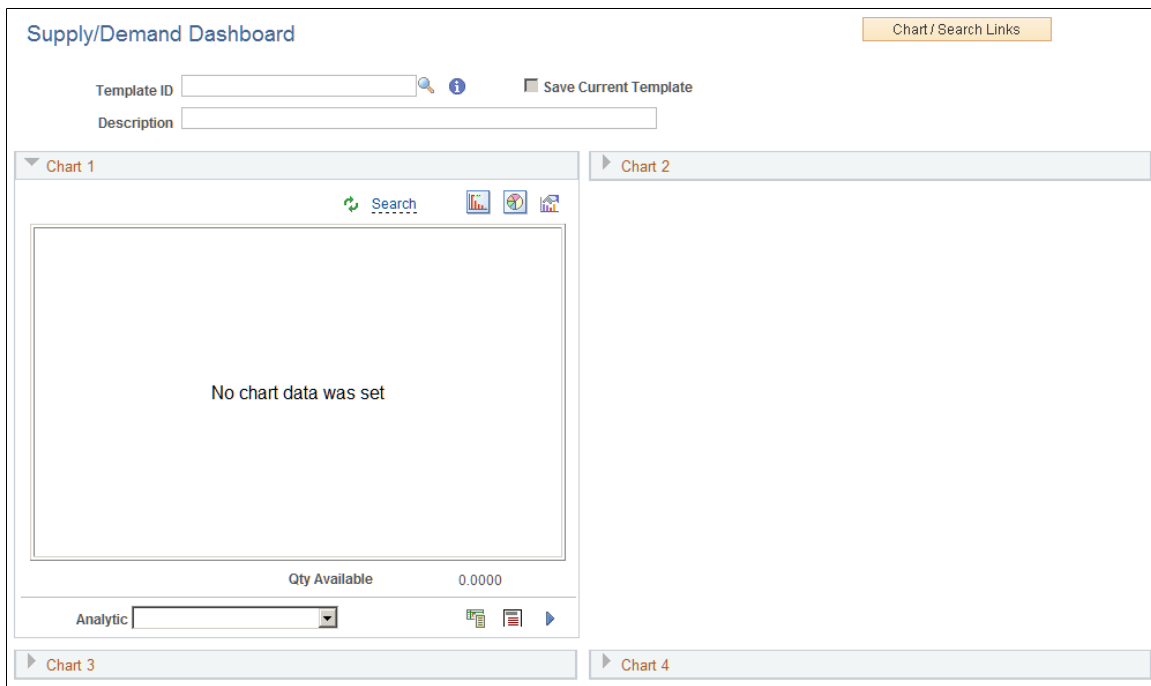 Supply/Demand Dashboard
Chart / Search Links
Template ID
Save Current Template
Description
Chart 1
Chart 2
Search
No chart data was set
Qty Available 0.0000
Analytic
Chart 3
Chart 4